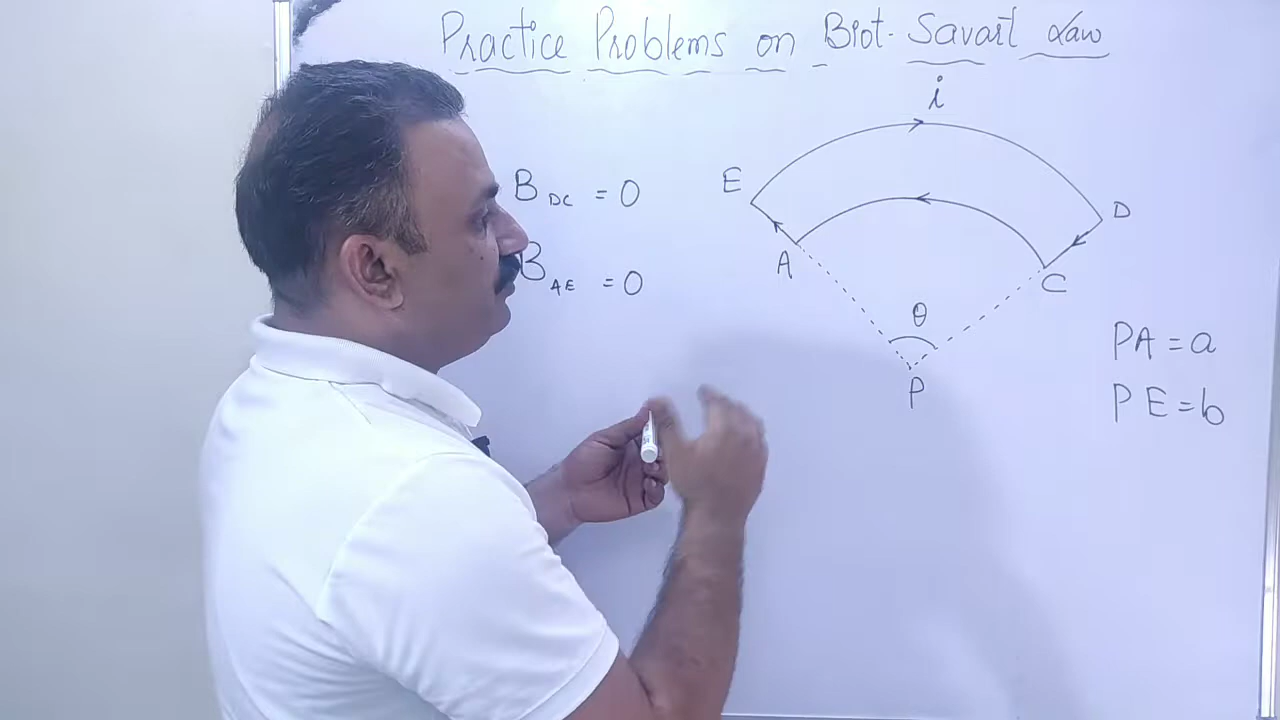 Practice Problems on Biot-Savart Law
i
E
D
B DC = 0
A
C
B AE = 0
θ
P
PA = a
PE = b